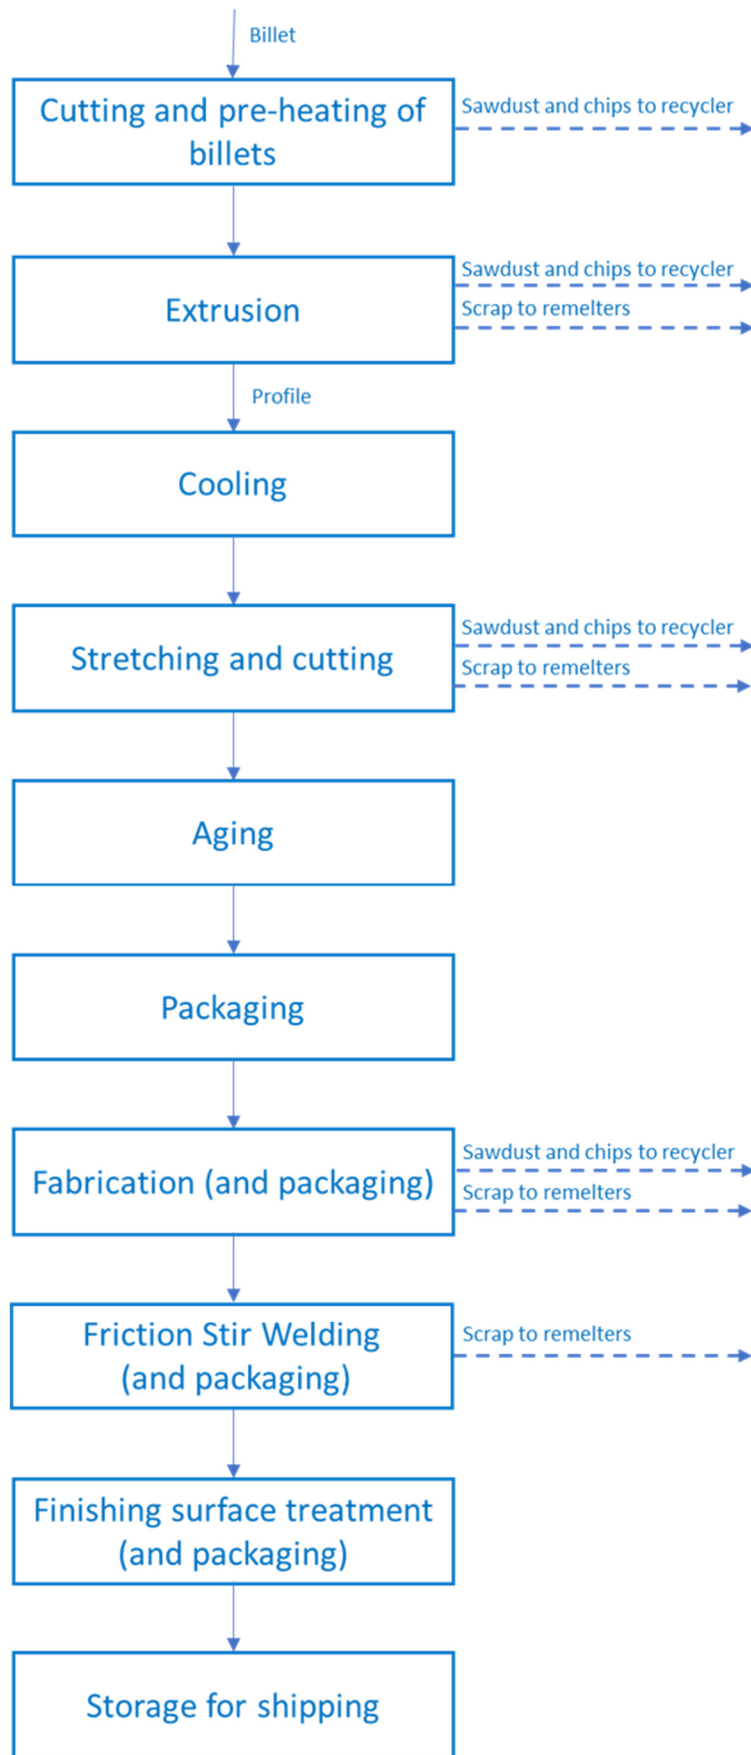 Billet
Cutting and pre-heating of
billets
Sawdust and chips to recycler
Extrusion
Sawdust and chips to recycler
Scrap to remelters
Profile
Cooling
Stretching and cutting
Sawdust and chips to recycler
Scrap to remelters
Aging
Packaging
Fabrication (and packaging)
Sawdust and chips to recycler
Scrap to remelters
Friction Stir Welding
(and packaging)
Scrap to remelters
Finishing surface treatment
(and packaging)
Storage for shipping